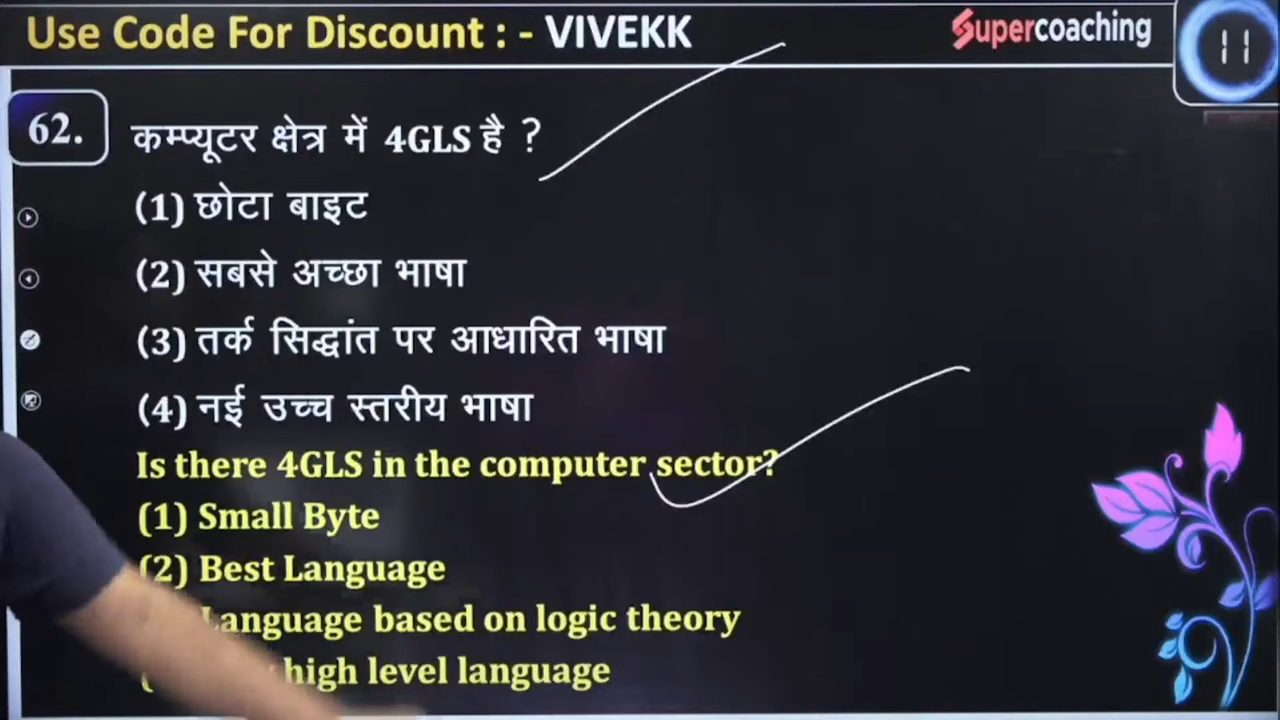 Use Code For Discount : - VIVEKK
Supercoaching
11
62. कम्प्यूटर क्षेत्र में 4GLS है ?
(1) छोटा बाइट
(2) सबसे अच्छा भाषा
(3) तर्क सिद्धांत पर आधारित भाषा
(4) नई उच्च स्तरीय भाषा
Is there 4GLS in the computer sector?
(1) Small Byte
(2) Best Language
Language based on logic theory
high level language